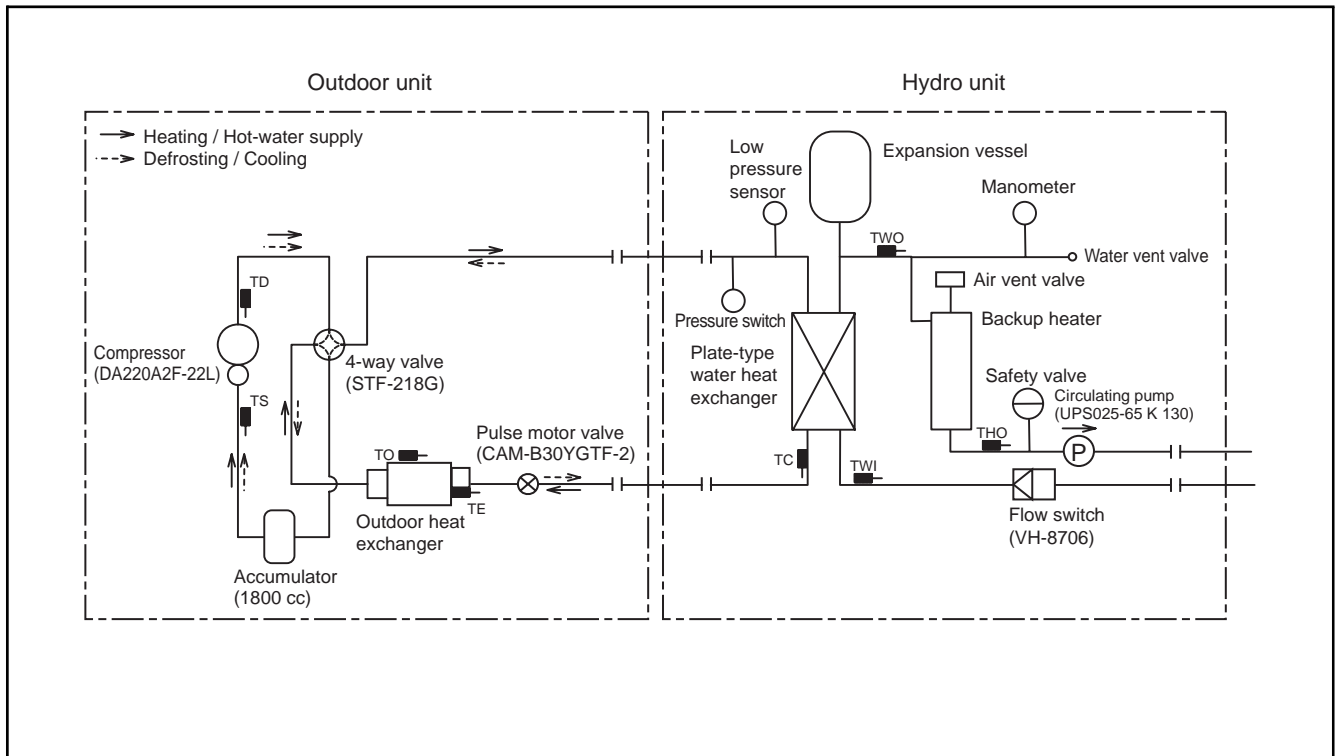 Outdoor unit
Hydro unit
Heating / Hot-water supply
Defrosting / Cooling
Low
pressure
sensor
Expansion vessel
Manometer
TWO
Water vent valve
TD
Air vent valve
Pressure switch
Backup heater
Compressor
(DA220A2F-22L)
4-way valve
(STF-218G)
Plate-type
water heat
exchanger
Safety valve
Circulating pump
(UPS025-65 K 130)
TS
Pulse motor valve
(CAM-B30YGTF-2)
TO
TC
TWI
THO
P
TE
Outdoor heat
exchanger
Flow switch
(VH-8706)
Accumulator
(1800 cc)